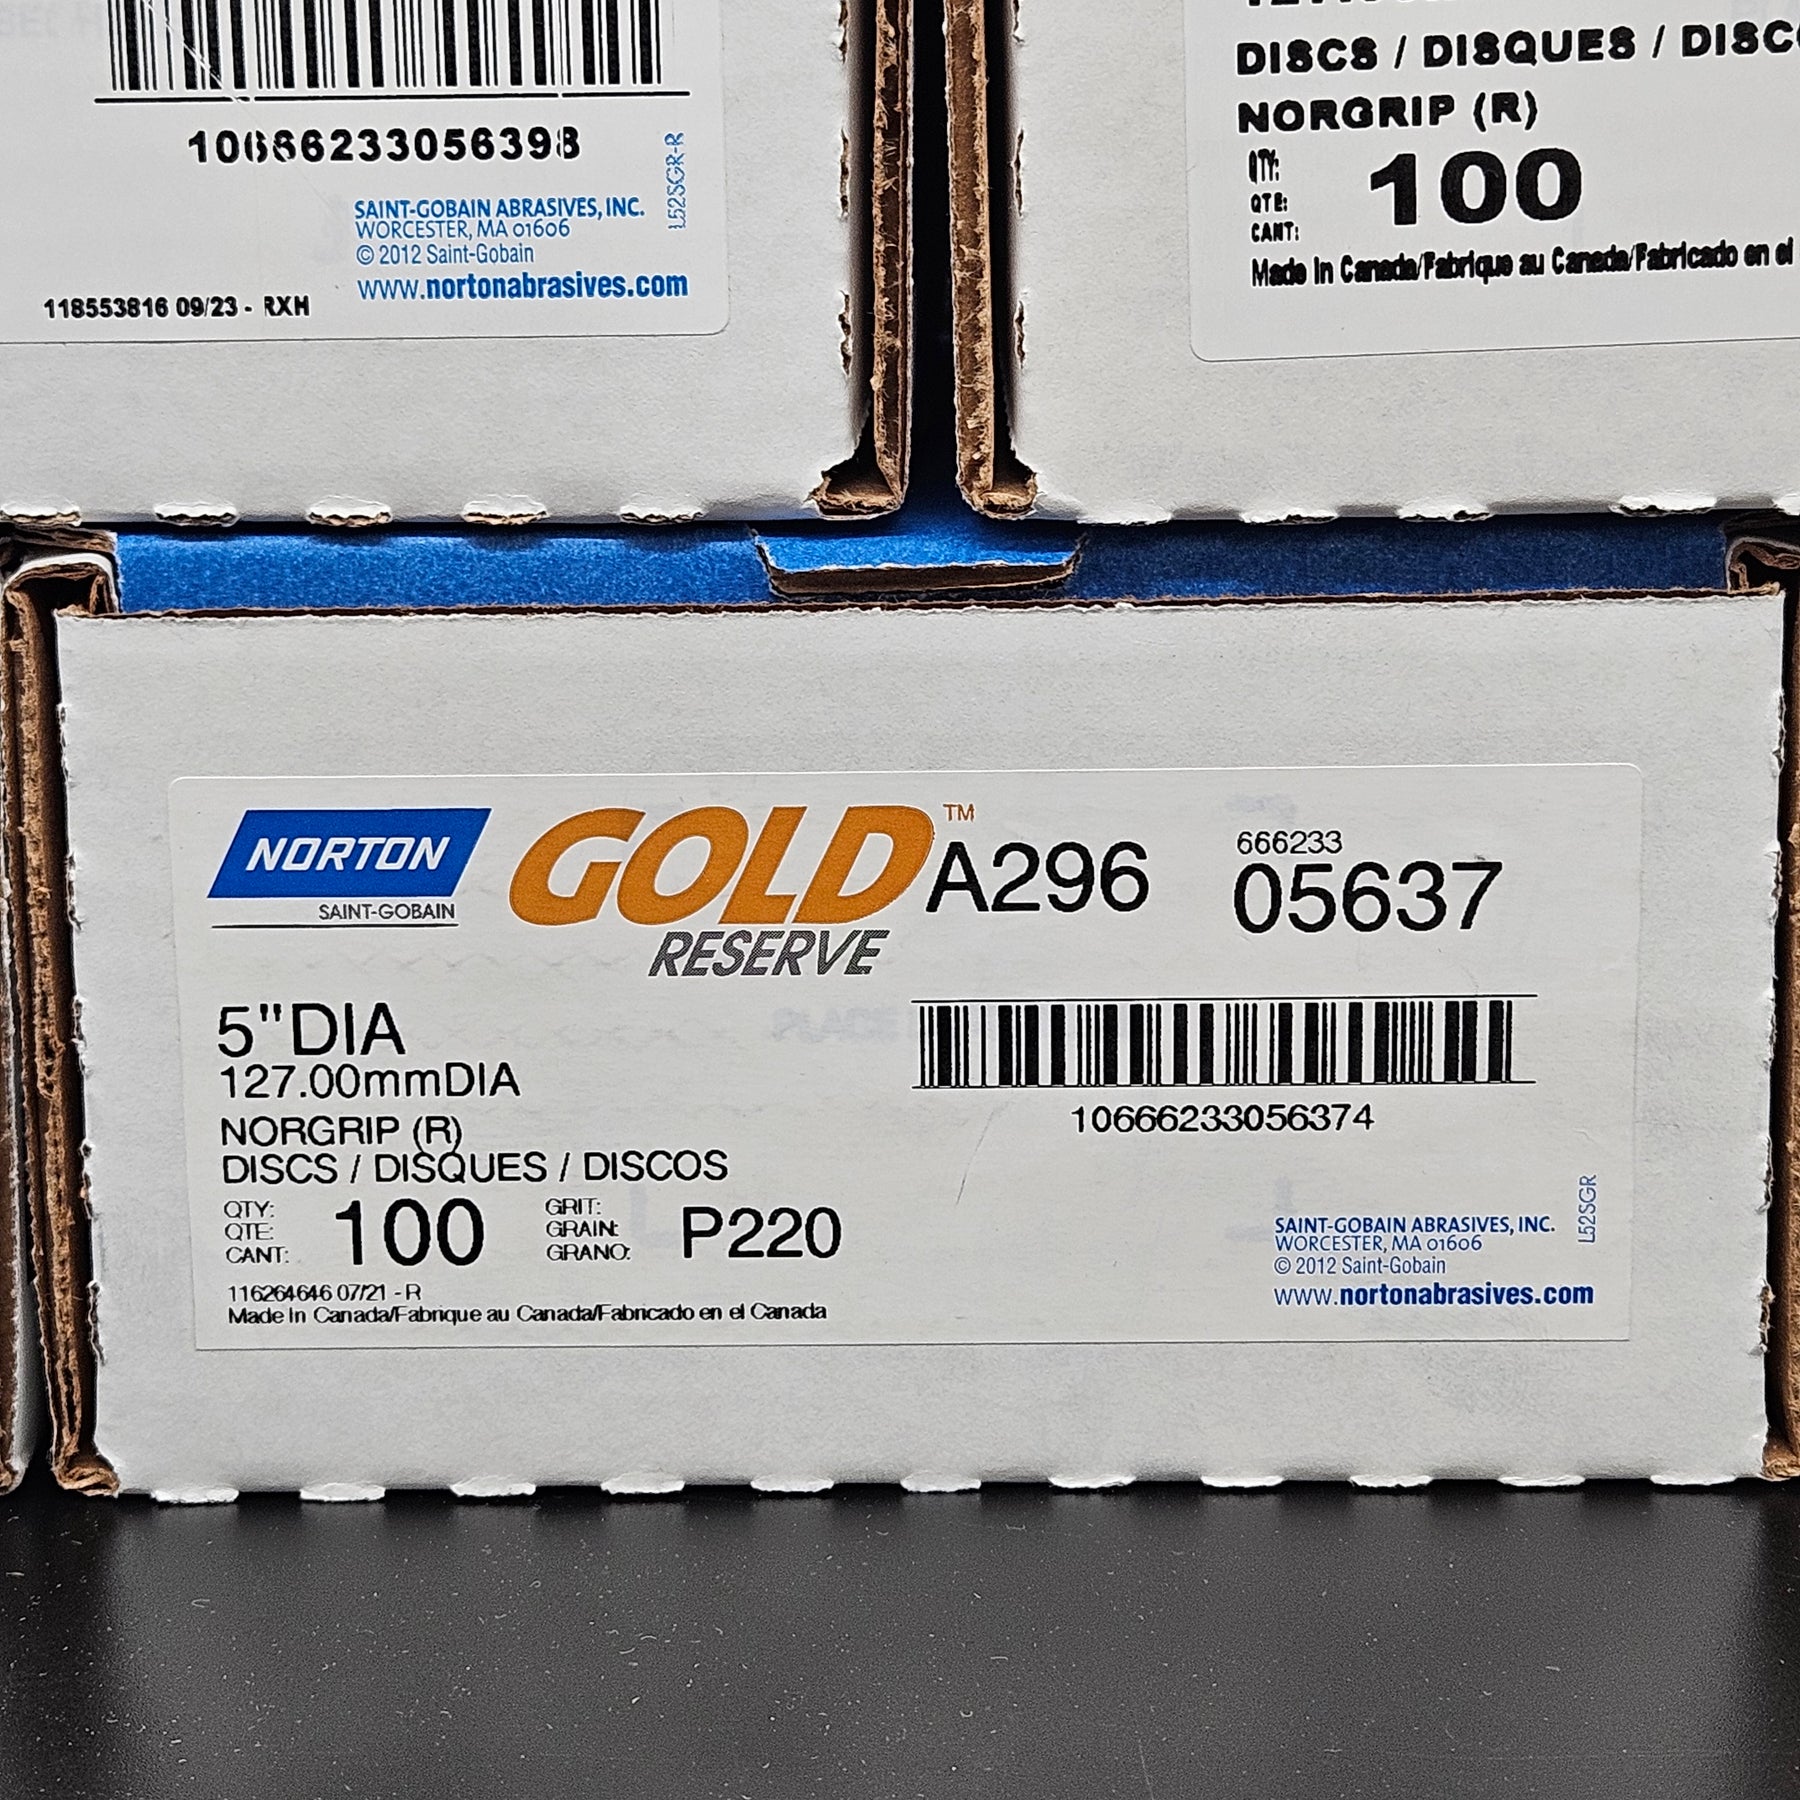 10666233056398
L52SGR-R
SAINT-GOBAIN ABRASIVES, INC.
WORCESTER, MA 01606
© 2012 Saint-Gobain
www.nortonabrasives.com
118553816 09/23 - RXH
DISCS / DISQUES / DISCO
NORGRIP (R)
QTY:
QTE:
CANT:
100
Made In Canada/Fabrique au Canada/Fabricado en el
NORTON
SAINT-GOBAIN
GOLD™
RESERVE
A296
666233
05637
5"DIA
127.00mmDIA
NORGRIP (R)
DISCS / DISQUES / DISCOS
QTY:
QTE:
CANT:
100
GRIT:
GRAIN:
GRANO:
P220
116264646 07/21 - R
Made In Canada/Fabrique au Canada/Fabricado en el Canada
10666233056374
L52SGR
SAINT-GOBAIN ABRASIVES, INC.
WORCESTER, MA 01606
© 2012 Saint-Gobain
www.nortonabrasives.com